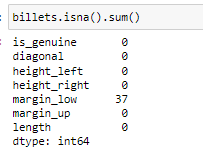 billets.isna().sum()
is_genuine 0
diagonal 0
height_left 0
height_right 0
margin_low 37
margin_up 0
length 0
dtype: int64